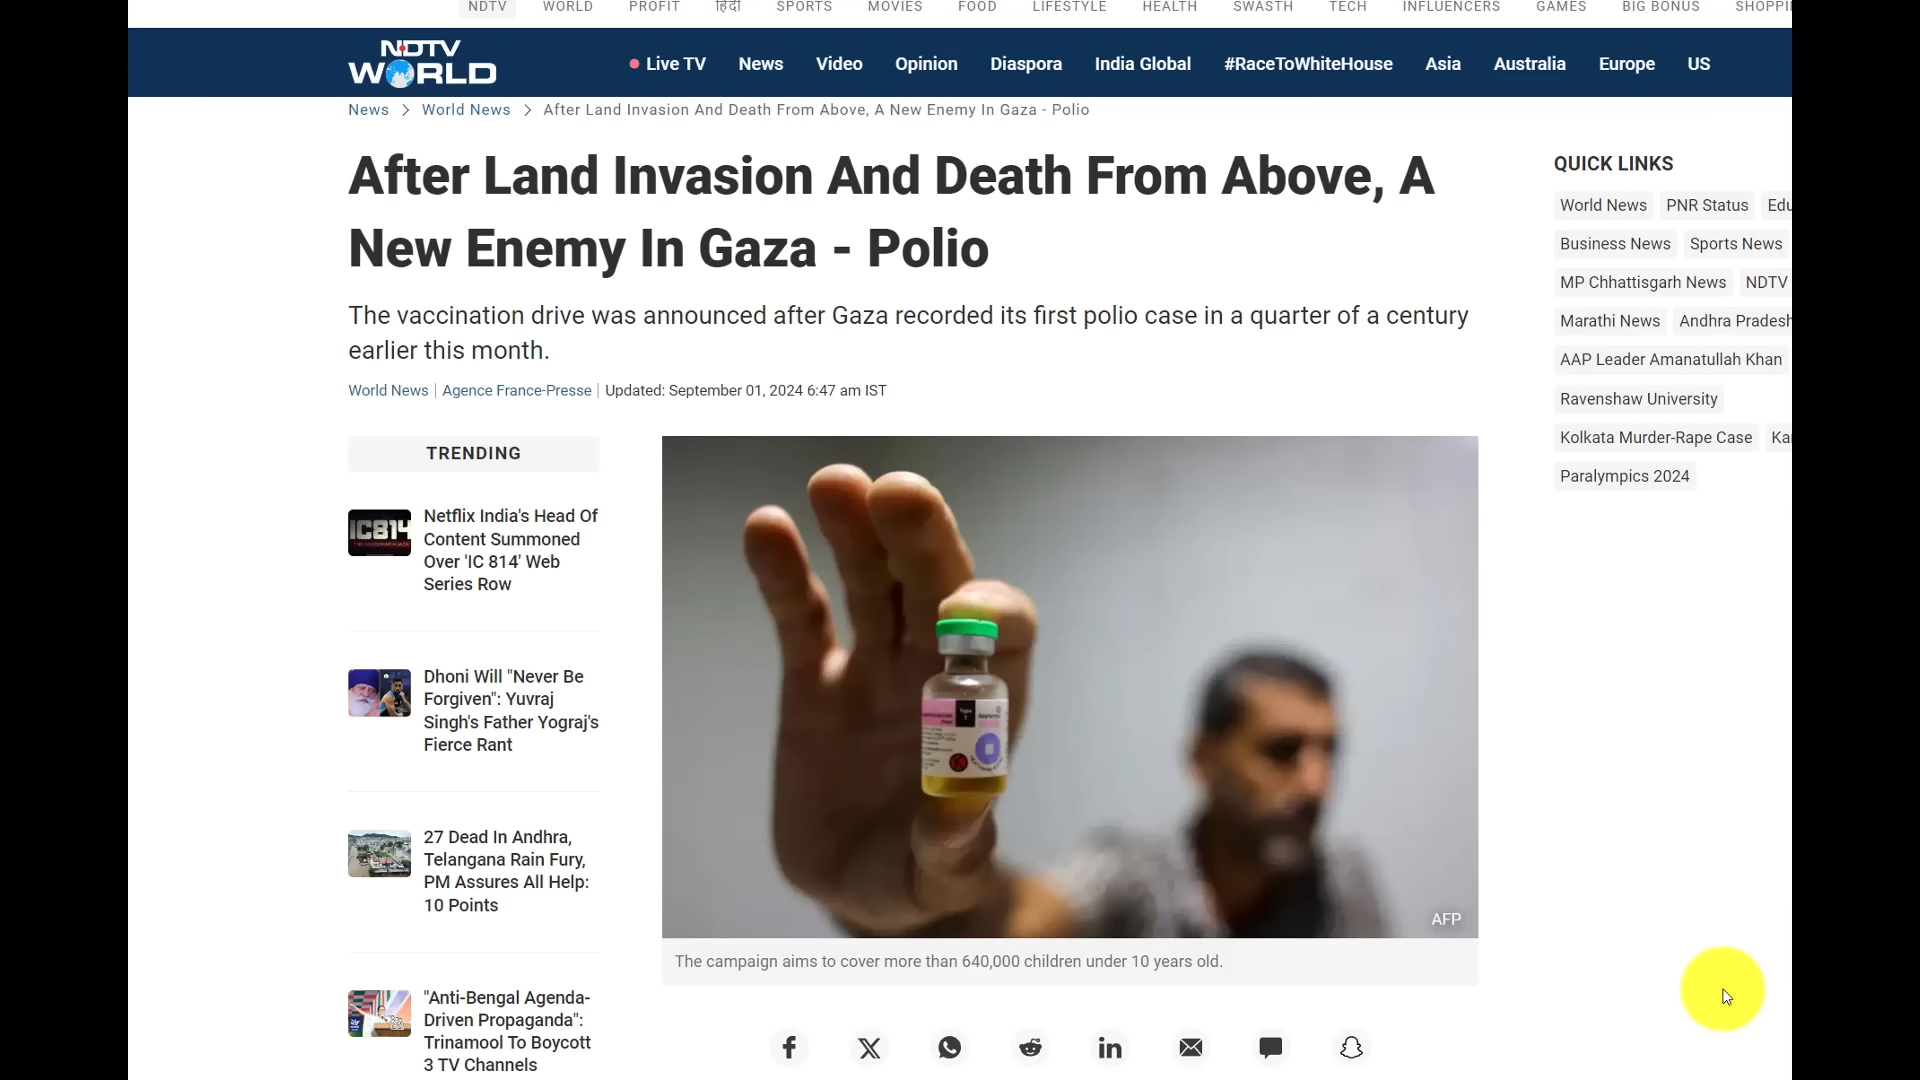 NDTV WORLD PROFIT हिंदी SPORTS MOVIES FOOD LIFESTYLE HEALTH SWASTH TECH INFLUENCERS GAMES BIG BONUS SHOPPI
NDTV
WORLD
Live TV News Video Opinion Diaspora India Global #RaceToWhiteHouse Asia Australia Europe US
News > World News > After Land Invasion And Death From Above, A New Enemy In Gaza - Polio
After Land Invasion And Death From Above, A
New Enemy In Gaza - Polio
The vaccination drive was announced after Gaza recorded its first polio case in a quarter of a century
earlier this month.
World News | Agence France-Presse | Updated: September 01, 2024 6:47 am IST
TRENDING
IC814
Netflix India's Head Of
Content Summoned
Over 'IC 814' Web
Series Row
Dhoni Will "Never Be
Forgiven": Yuvraj
Singh's Father Yograj's
Fierce Rant
27 Dead In Andhra,
Telangana Rain Fury,
PM Assures All Help:
10 Points
"Anti-Bengal Agenda-
Driven Propaganda":
Trinamool To Boycott
3 TV Channels
AFP
The campaign aims to cover more than 640,000 children under 10 years old.
QUICK LINKS
World News PNR Status Edu
Business News Sports News
MP Chhattisgarh News NDTV
Marathi News Andhra Pradesh
AAP Leader Amanatullah Khan
Ravenshaw University
Kolkata Murder-Rape Case Kar
Paralympics 2024